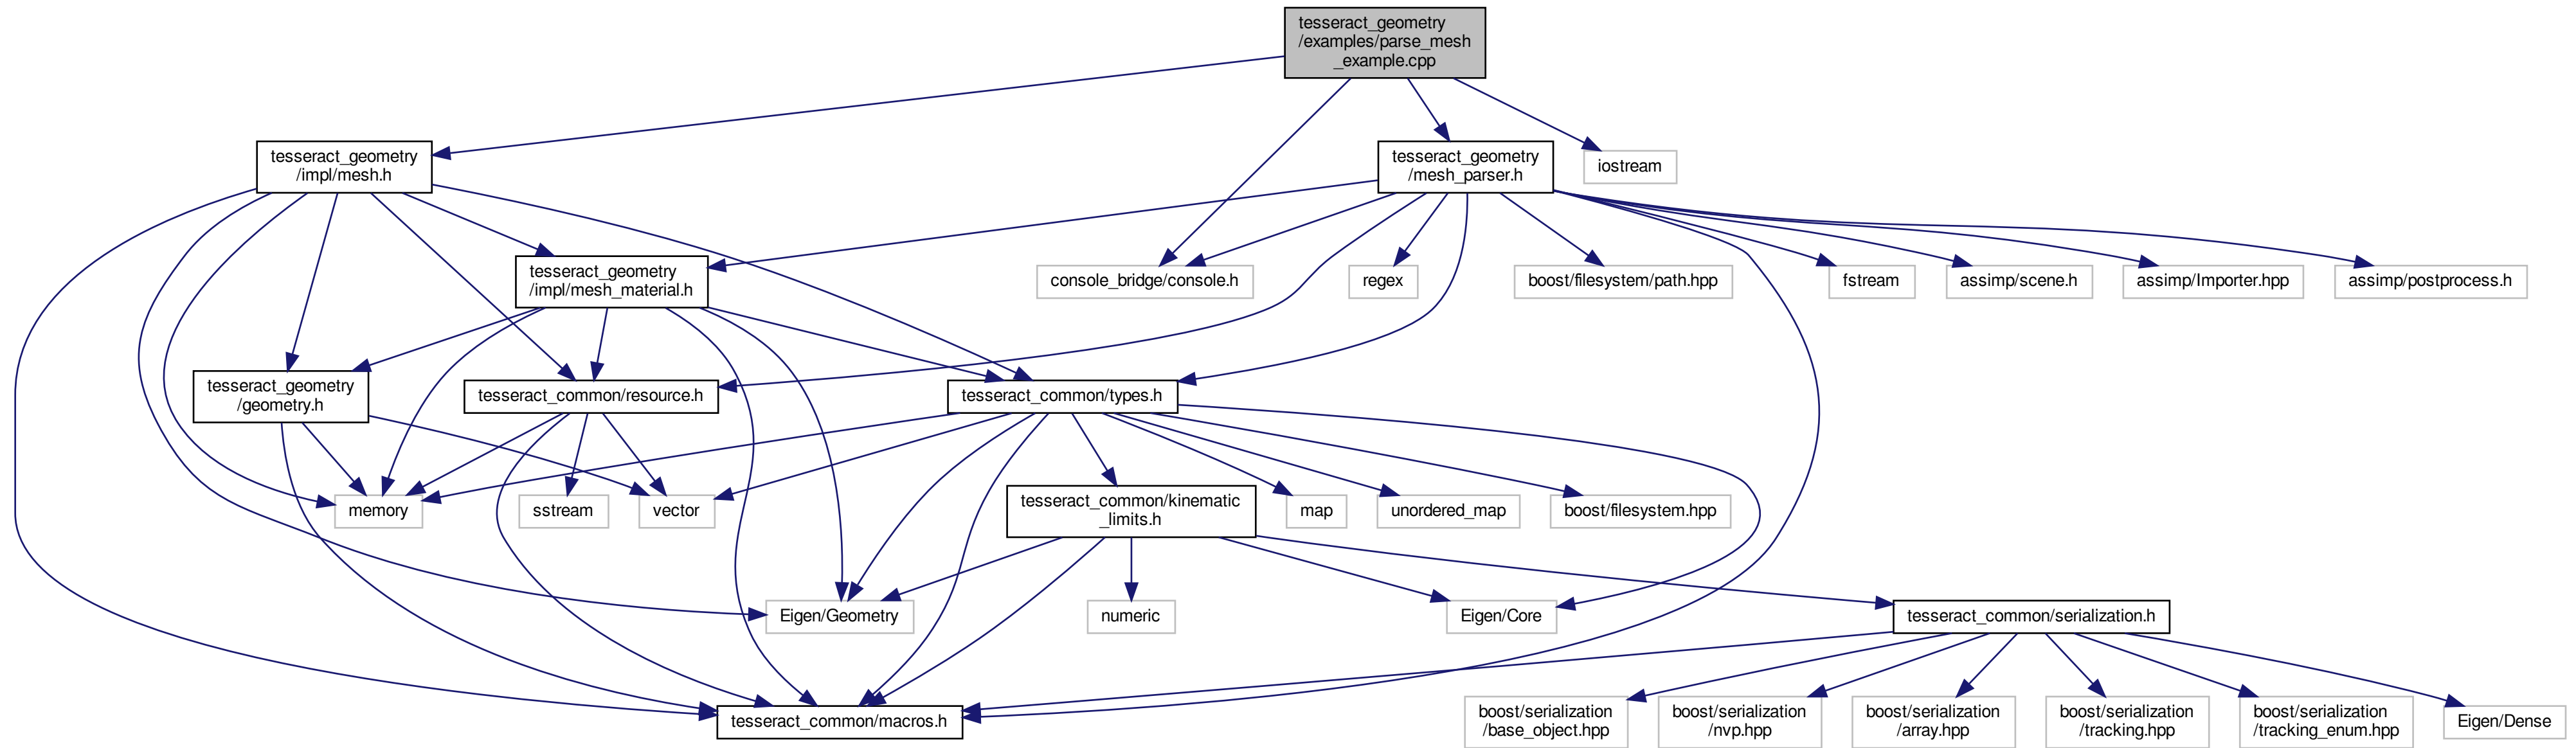 tesseract_geometry
/examples/parse_mesh
_example.cpp
tesseract_geometry
/impl/mesh.h
tesseract_geometry
/mesh_parser.h
iostream
tesseract_geometry
/impl/mesh_material.h
console_bridge/console.h
regex
boost/filesystem/path.hpp
fstream
assimp/scene.h
assimp/Importer.hpp
assimp/postprocess.h
tesseract_geometry
/geometry.h
tesseract_common/resource.h
tesseract_common/types.h
memory
sstream
vector
tesseract_common/kinematic
_limits.h
map
unordered_map
boost/filesystem.hpp
Eigen/Geometry
numeric
Eigen/Core
tesseract_common/serialization.h
tesseract_common/macros.h
boost/serialization
/base_object.hpp
boost/serialization
/nvp.hpp
boost/serialization
/array.hpp
boost/serialization
/tracking.hpp
boost/serialization
/tracking_enum.hpp
Eigen/Dense